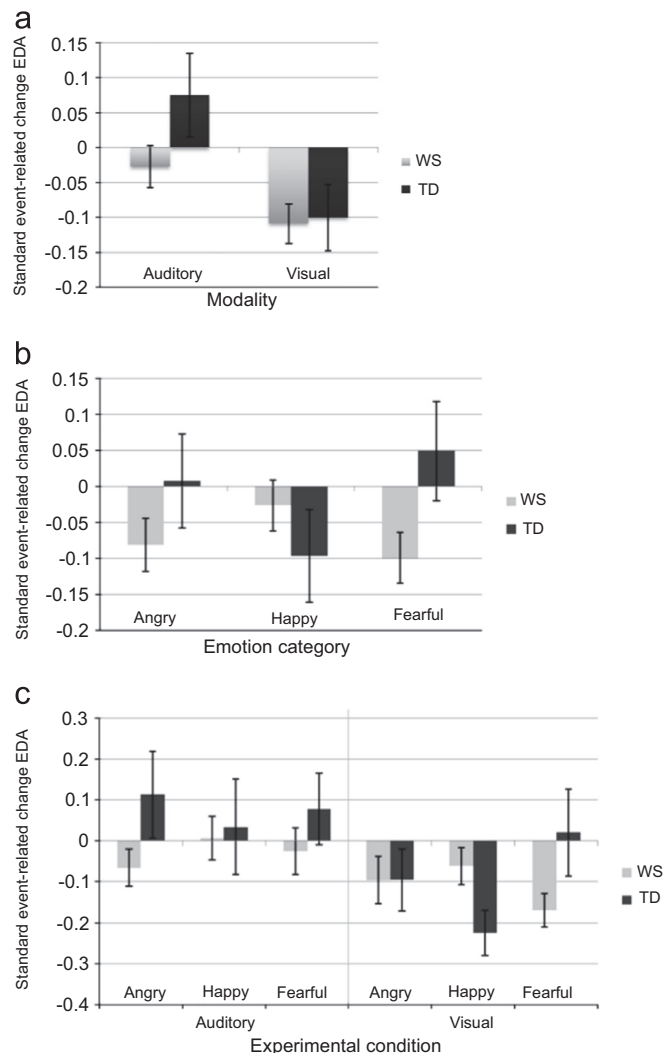 a
Standard event-related change EDA
0.15
0.1
0.05
0
-0.05
-0.1
-0.15
-0.2
Auditory Visual
Modality
WS
TD
b
Standard event-related change EDA
0.15
0.1
0.05
0
-0.05
-0.1
-0.15
-0.2
Angry Happy Fearful
Emotion category
WS
TD
c
Standard event-related change EDA
0.3
0.2
0.1
0
-0.1
-0.2
-0.3
-0.4
Angry Happy Fearful Angry Happy Fearful
Auditory Visual
Experimental condition
WS
TD